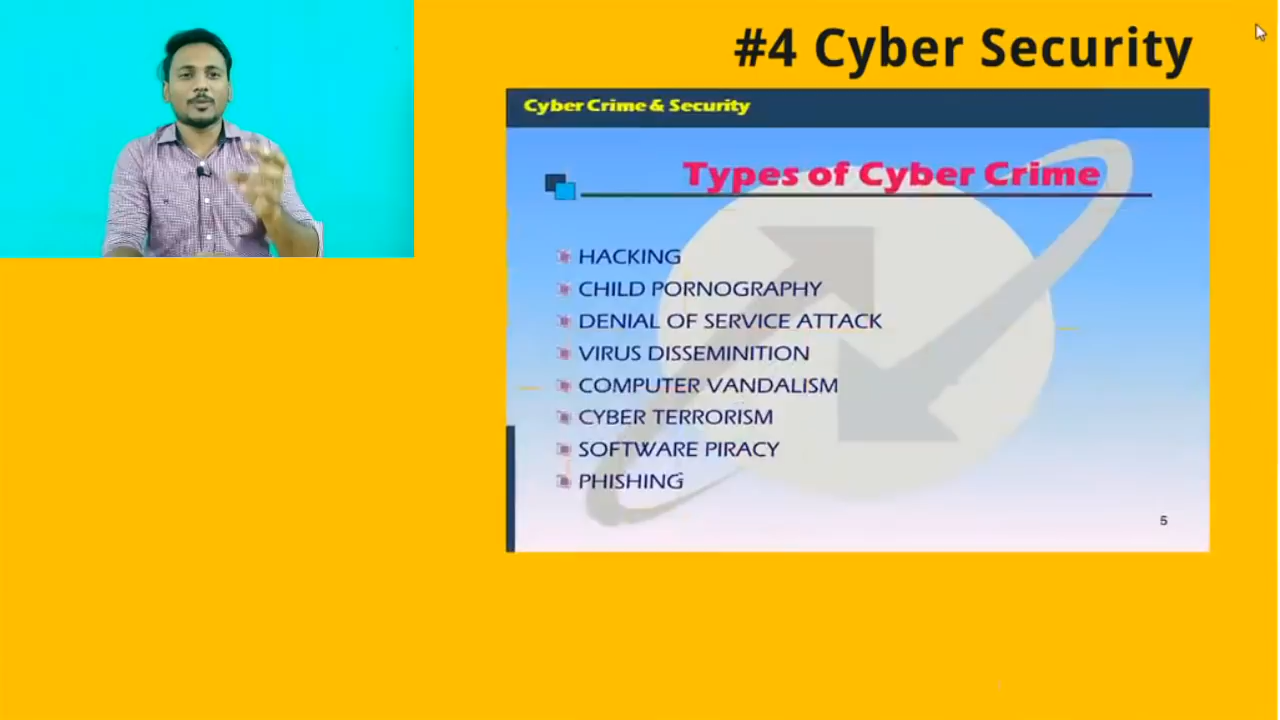 #4 Cyber Security
Cyber Crime & Security
Types of Cyber Crime
HACKING
CHILD PORNOGRAPHY
DENIAL OF SERVICE ATTACK
VIRUS DISSEMINITION
COMPUTER VANDALISM
CYBER TERRORISM
SOFTWARE PIRACY
PHISHING
5